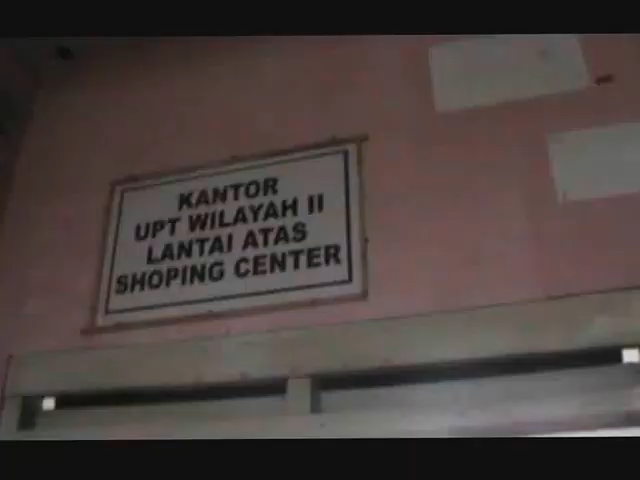 KANTOR
UPT WILAYAH II
LANTAI ATAS
SHOPING CENTER